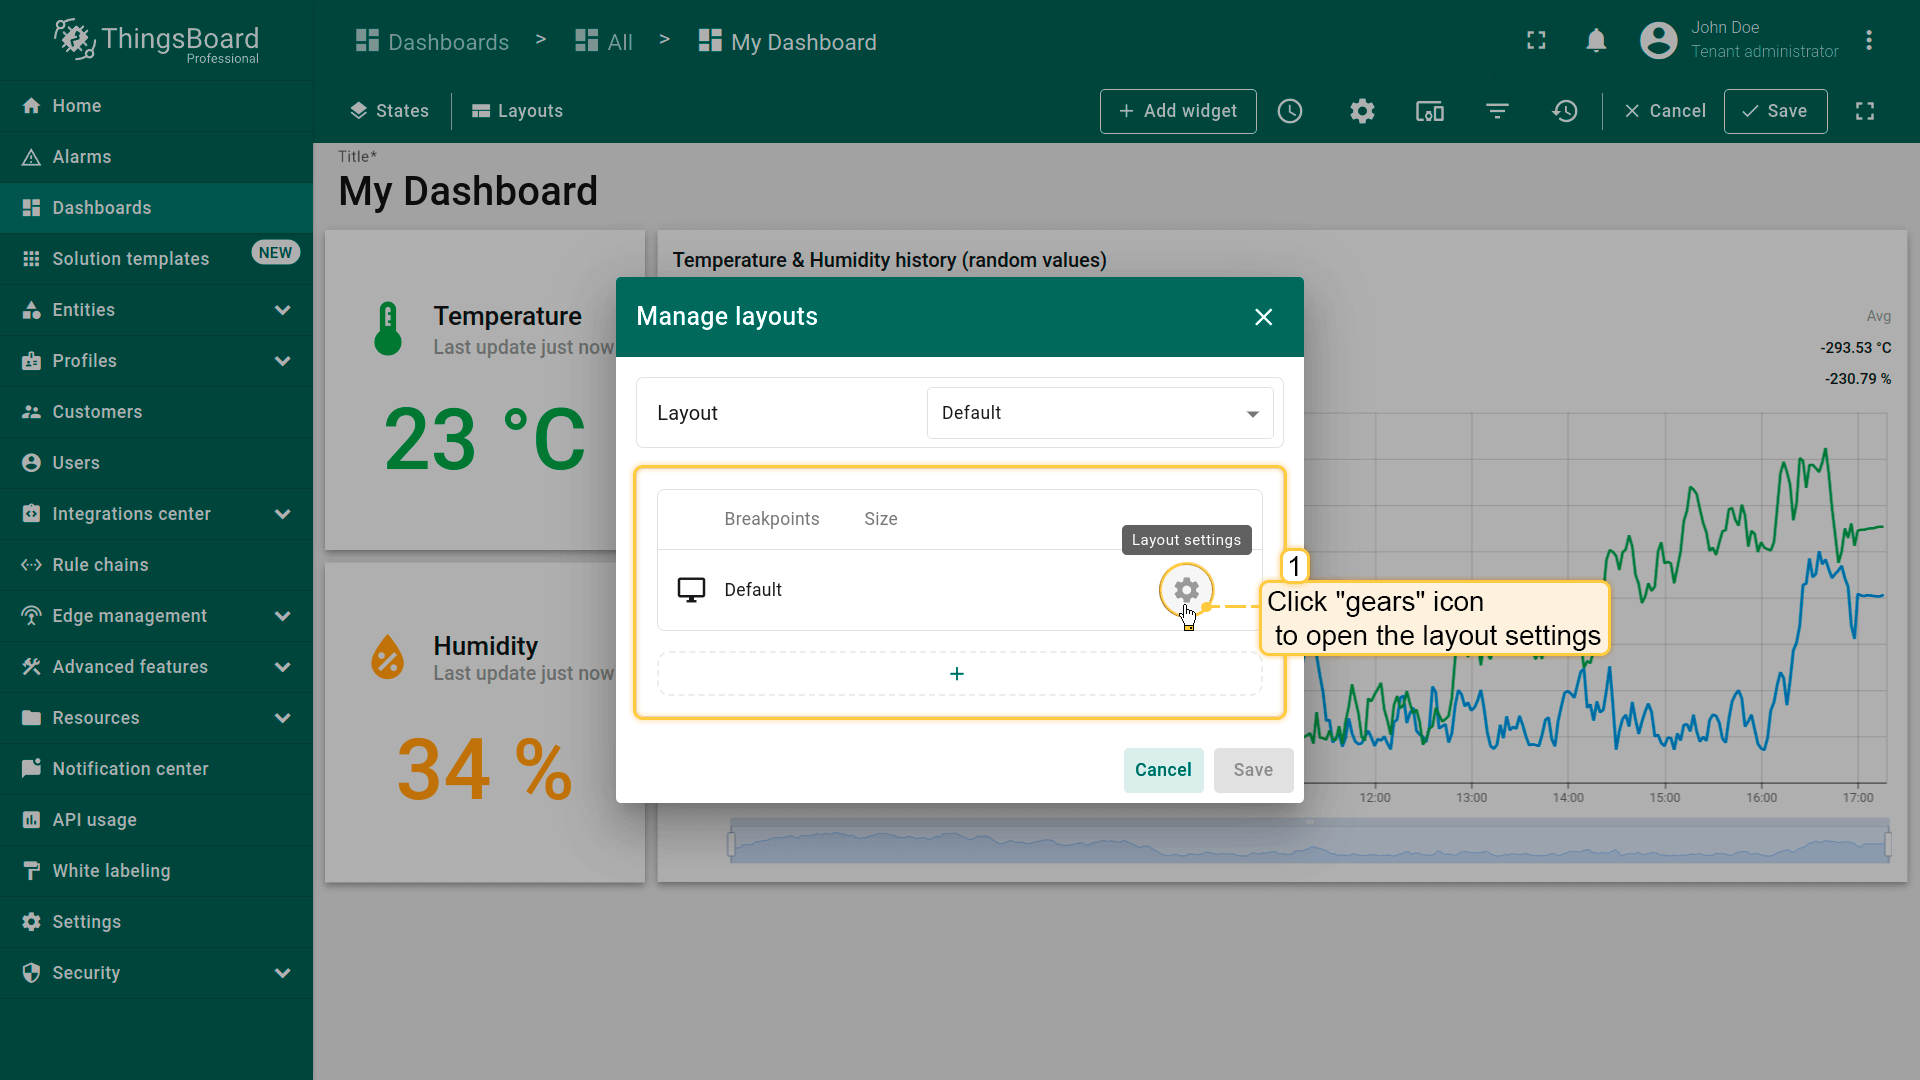 ThingsBoard
Professional
Dashboards > All > My Dashboard
John Doe
Tenant administrator
States
Layouts
+ Add widget
Cancel
Save
Home
Alarms
Dashboards
Solution templates
NEW
Entities
Profiles
Customers
Users
Integrations center
Rule chains
Edge management
Advanced features
Resources
Notification center
API usage
White labeling
Settings
Security
Title*
My Dashboard
Temperature
Last update just now
23 °C
Humidity
Last update just now
34 %
Temperature & Humidity history (random values)
Avg
-293.53 °C
-230.79 %
12:00 13:00 14:00 15:00 16:00 17:00
Manage layouts
Layout
Default
Breakpoints Size
Layout settings
Default
+
Cancel
Save
1
Click "gears" icon
to open the layout settings